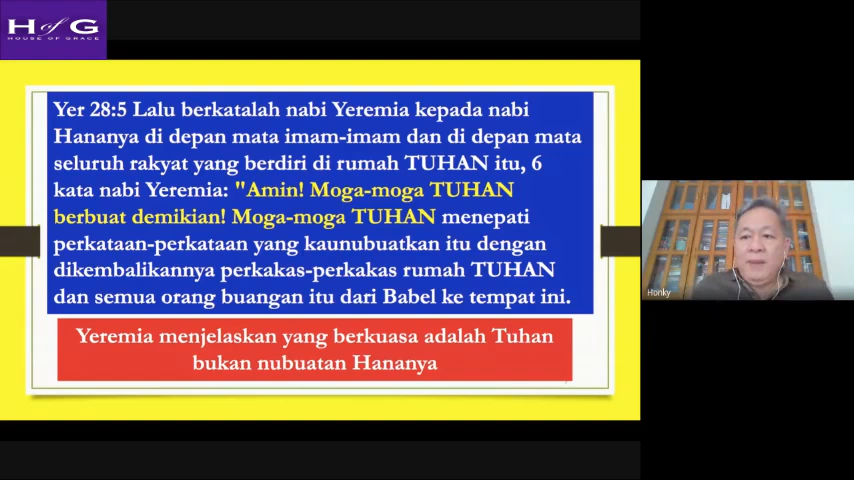 H of G
HOUSE OF GRACE
Yer 28:5 Lalu berkatalah nabi Yeremia kepada nabi
Hananya di depan mata imam-imam dan di depan mata
seluruh rakyat yang berdiri di rumah TUHAN itu, 6
kata nabi Yeremia: "Amin! Moga-moga TUHAN
berbuat demikian! Moga-moga TUHAN menepati
perkataan-perkataan yang kaunubuatkan itu dengan
dikembalikannya perkakas-perkakas rumah TUHAN
dan semua orang buangan itu dari Babel ke tempat ini.
Yeremia menjelaskan yang berkuasa adalah Tuhan
bukan nubuatan Hananya
Honky